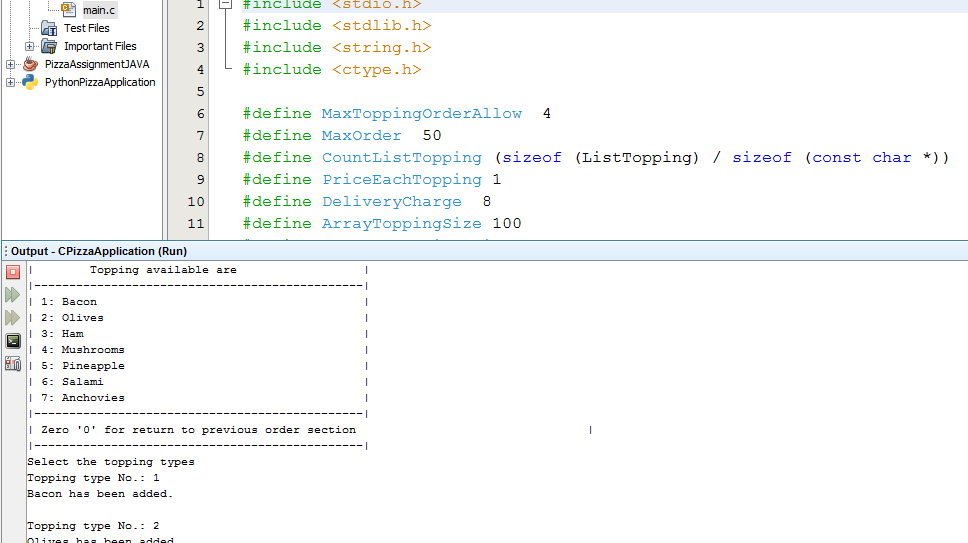 main.c
Test Files
Important Files
PizzaAssignmentJAVA
PythonPizzaApplication
1 #include <stdio.h>
2 #include <stdlib.h>
3 #include <string.h>
4 #include <ctype.h>
5
6 #define MaxToppingOrderAllow 4
7 #define MaxOrder 50
8 #define CountListTopping (sizeof (ListTopping) / sizeof (const char *))
9 #define PriceEachTopping 1
10 #define DeliveryCharge 8
11 #define ArrayToppingSize 100
Output - CPizzaApplication (Run)
| Topping available are |
|-----------------------------------------------|
| 1: Bacon |
| 2: Olives |
| 3: Ham |
| 4: Mushrooms |
| 5: Pineapple |
| 6: Salami |
| 7: Anchovies |
|-----------------------------------------------|
| Zero '0' for return to previous order section |
|-----------------------------------------------|
Select the topping types
Topping type No.: 1
Bacon has been added.
Topping type No.: 2
Olives has been added